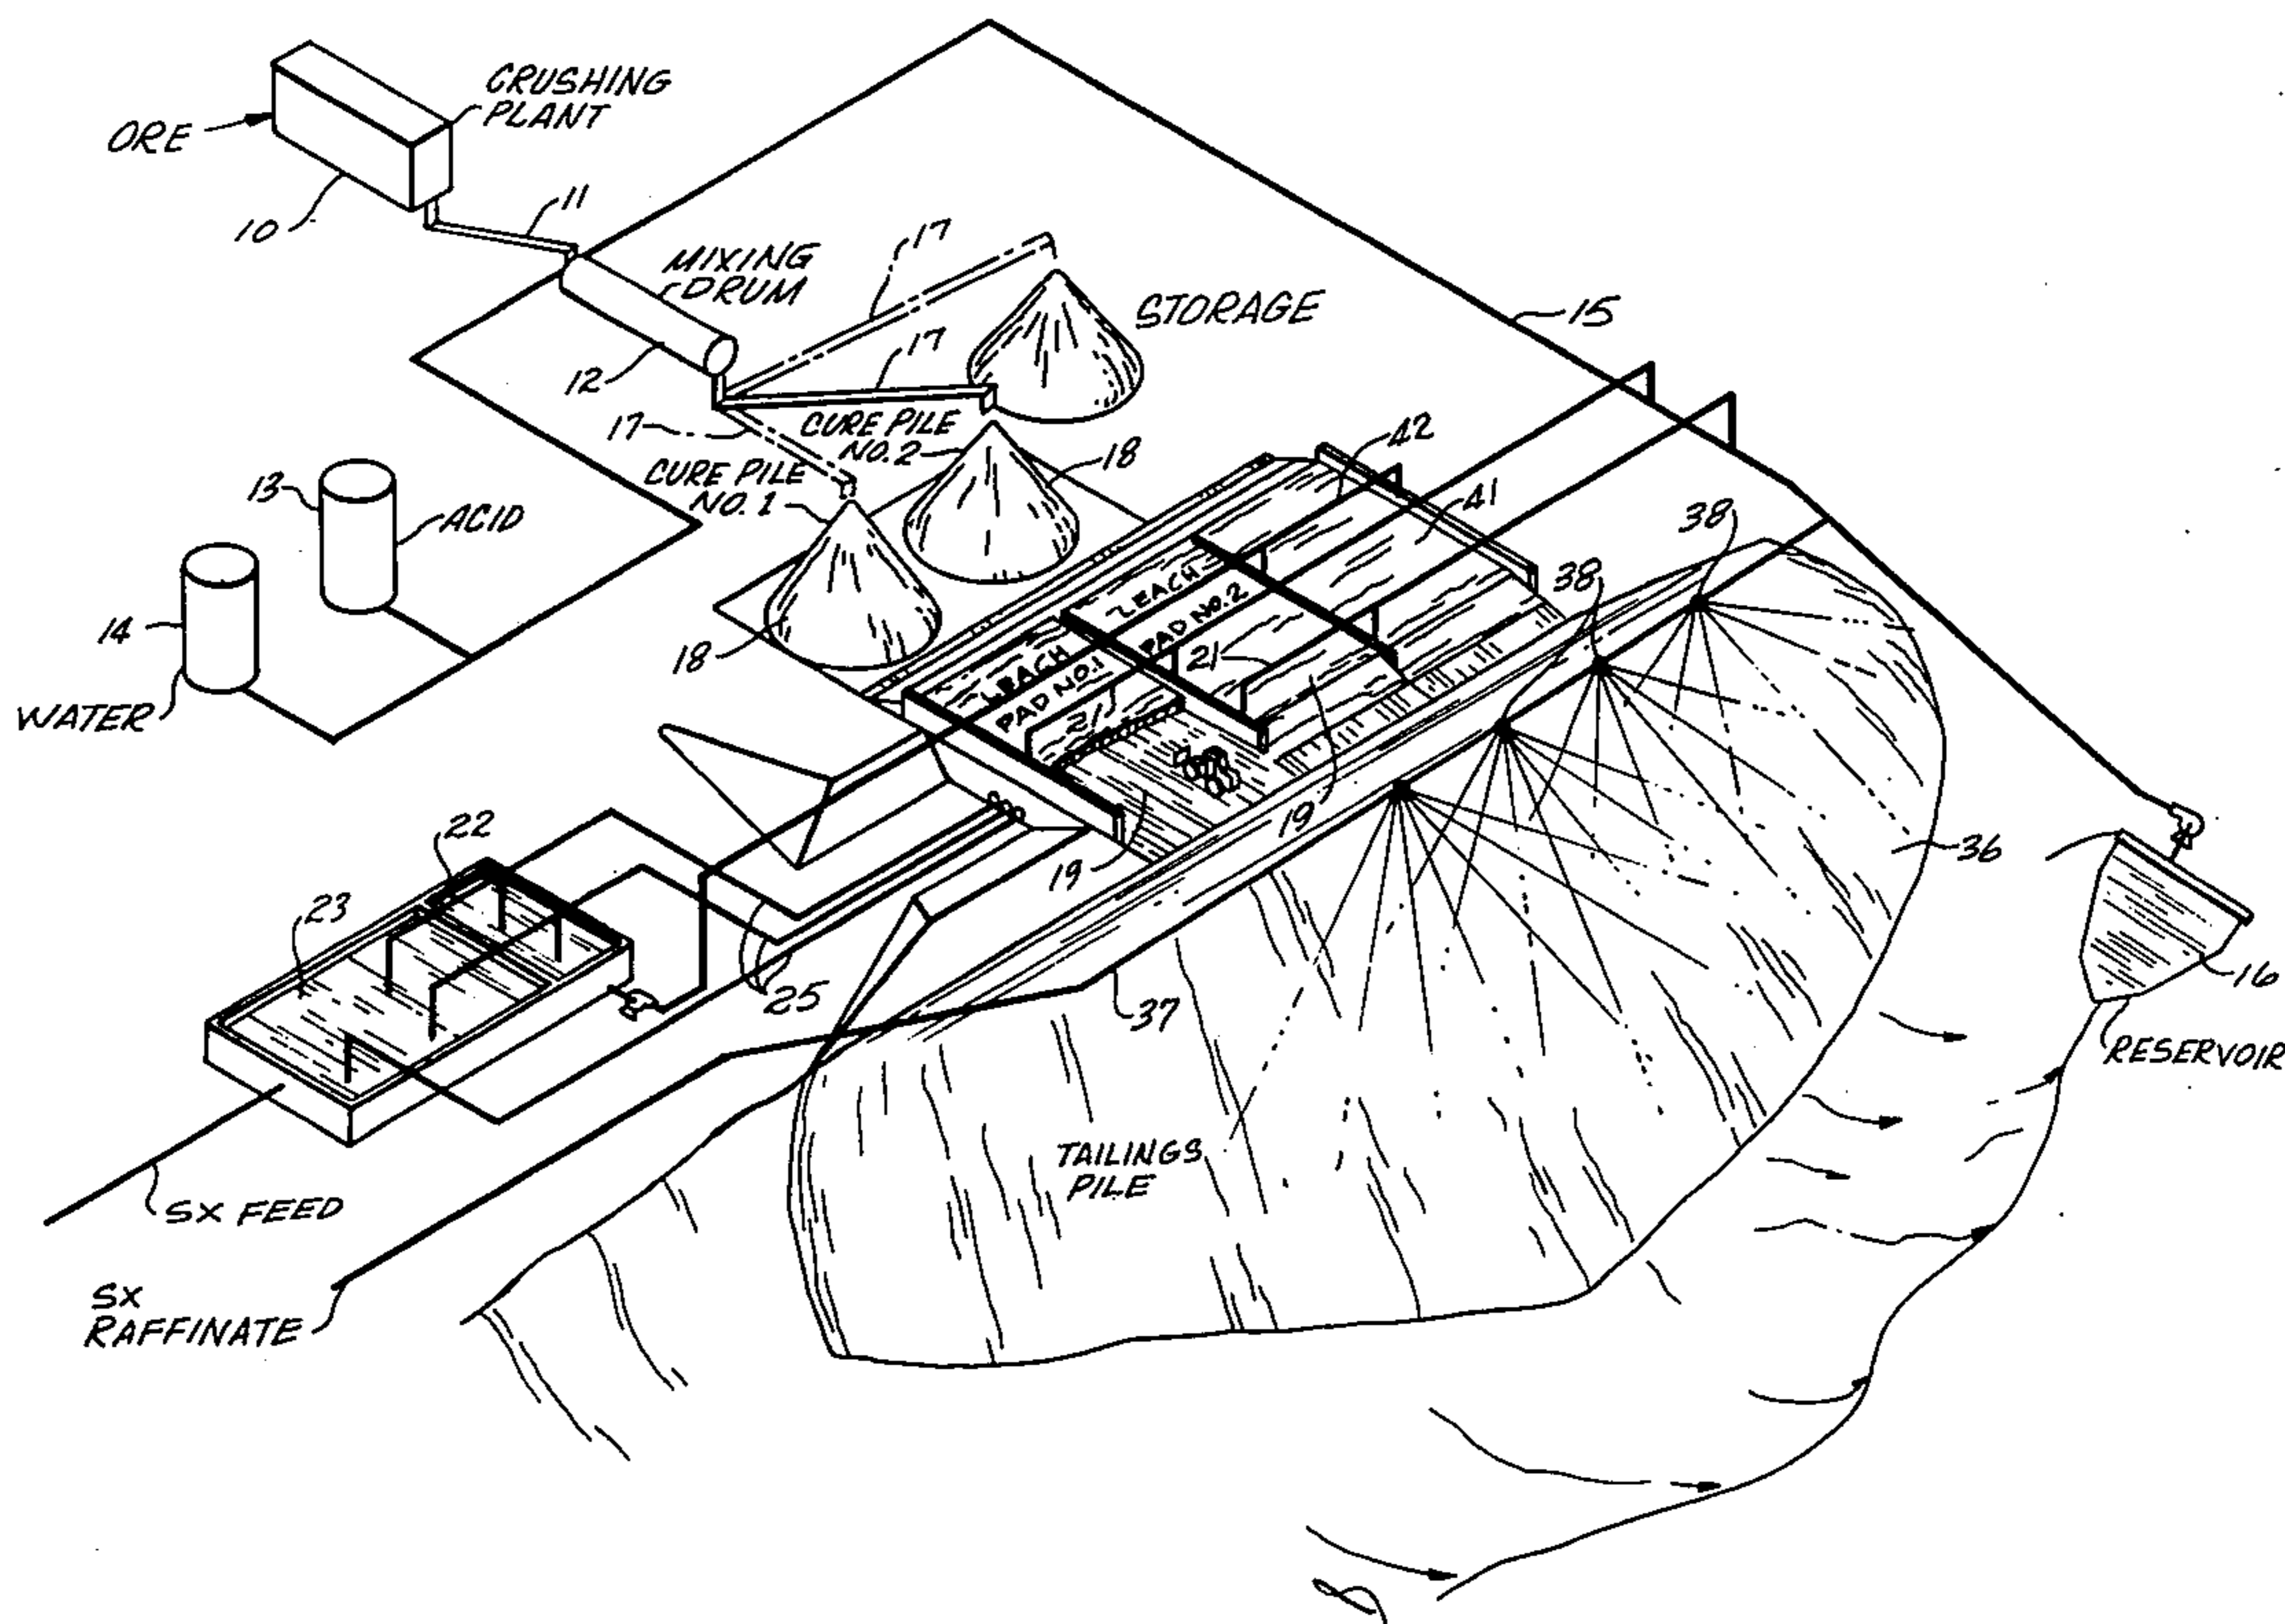 CRUSHING
PLANT
ORE
10
11
MIXING
DRUM
12
17
17
17
STORAGE
15
CURE PILE
NO. 2
CURE PILE
NO. 1
18
18
13
ACID
14
WATER
42
41
38
38
LEACH
PAD NO. 2
LEACH
PAD NO. 1
21
21
19
19
22
23
25
36
37
16
RESERVOIR
TAILINGS
PILE
SX FEED
SX
RAFFINATE